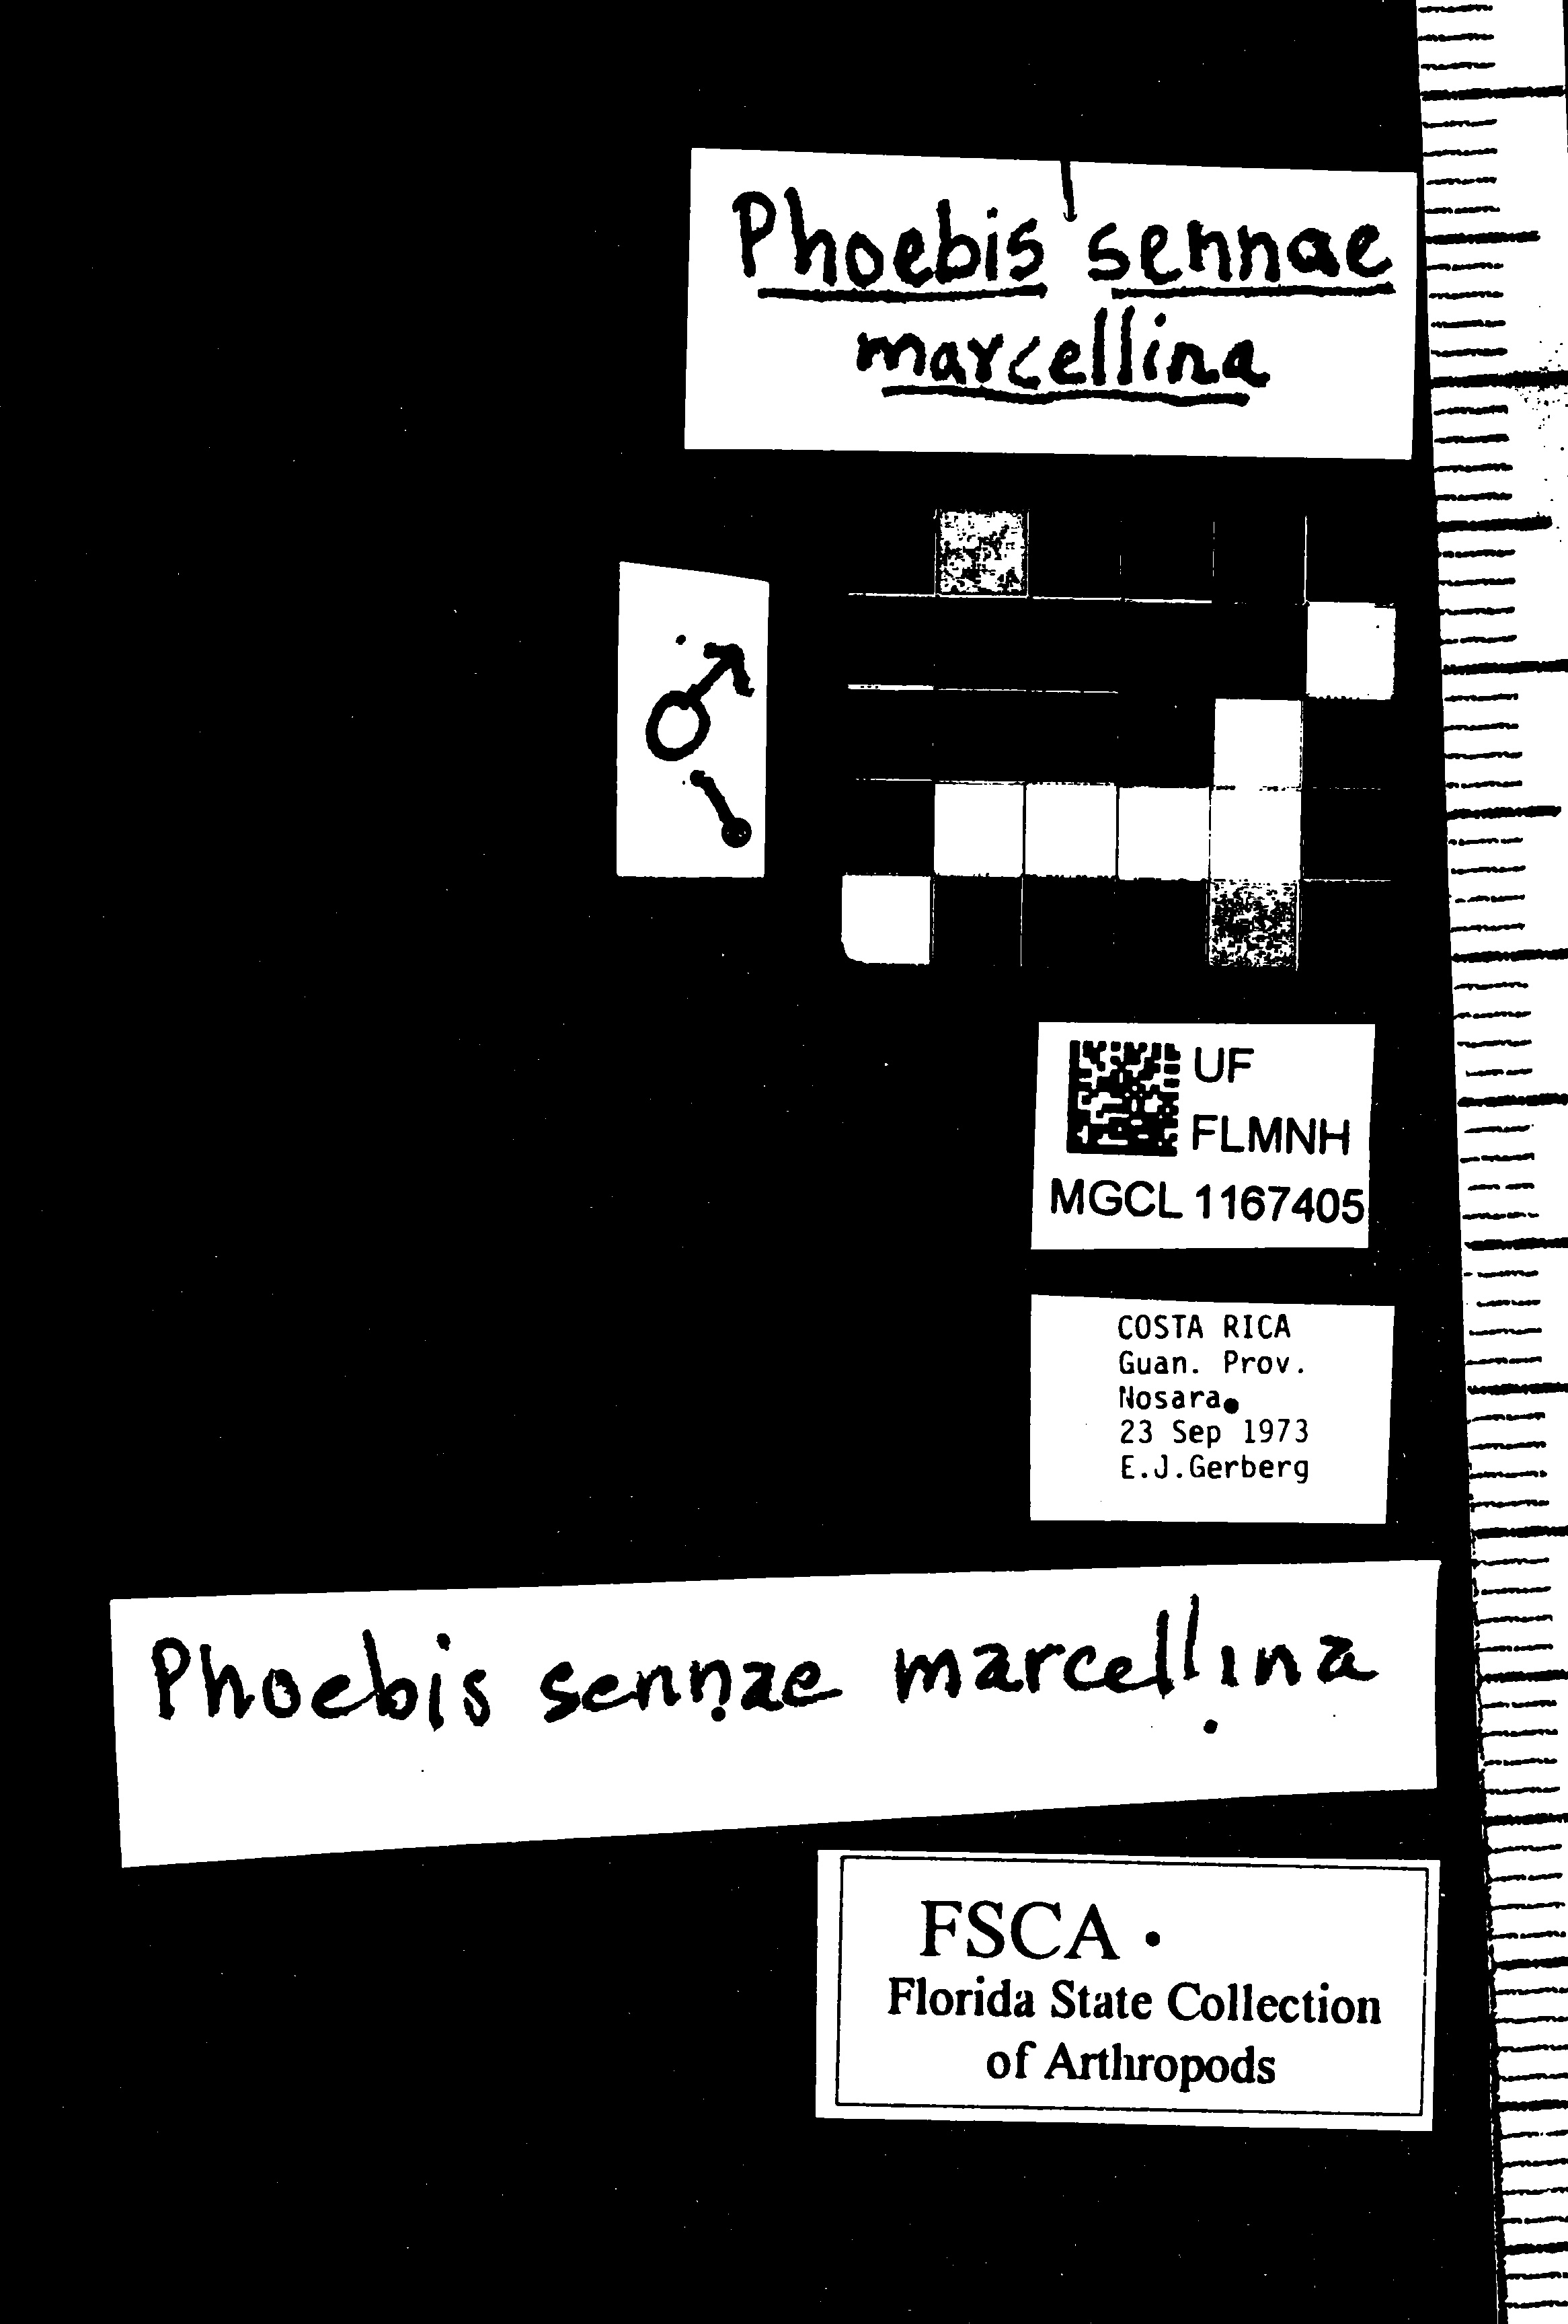 Phoebis sennae
marcellina
♂
UF
FLMNH
MGCL 1167405
COSTA RICA
Guan. Prov.
Nosara
23 Sep 1973
E.J.Gerberg
Phoebis sennae marcellina
FSCA
Florida State Collection
of Arthropods